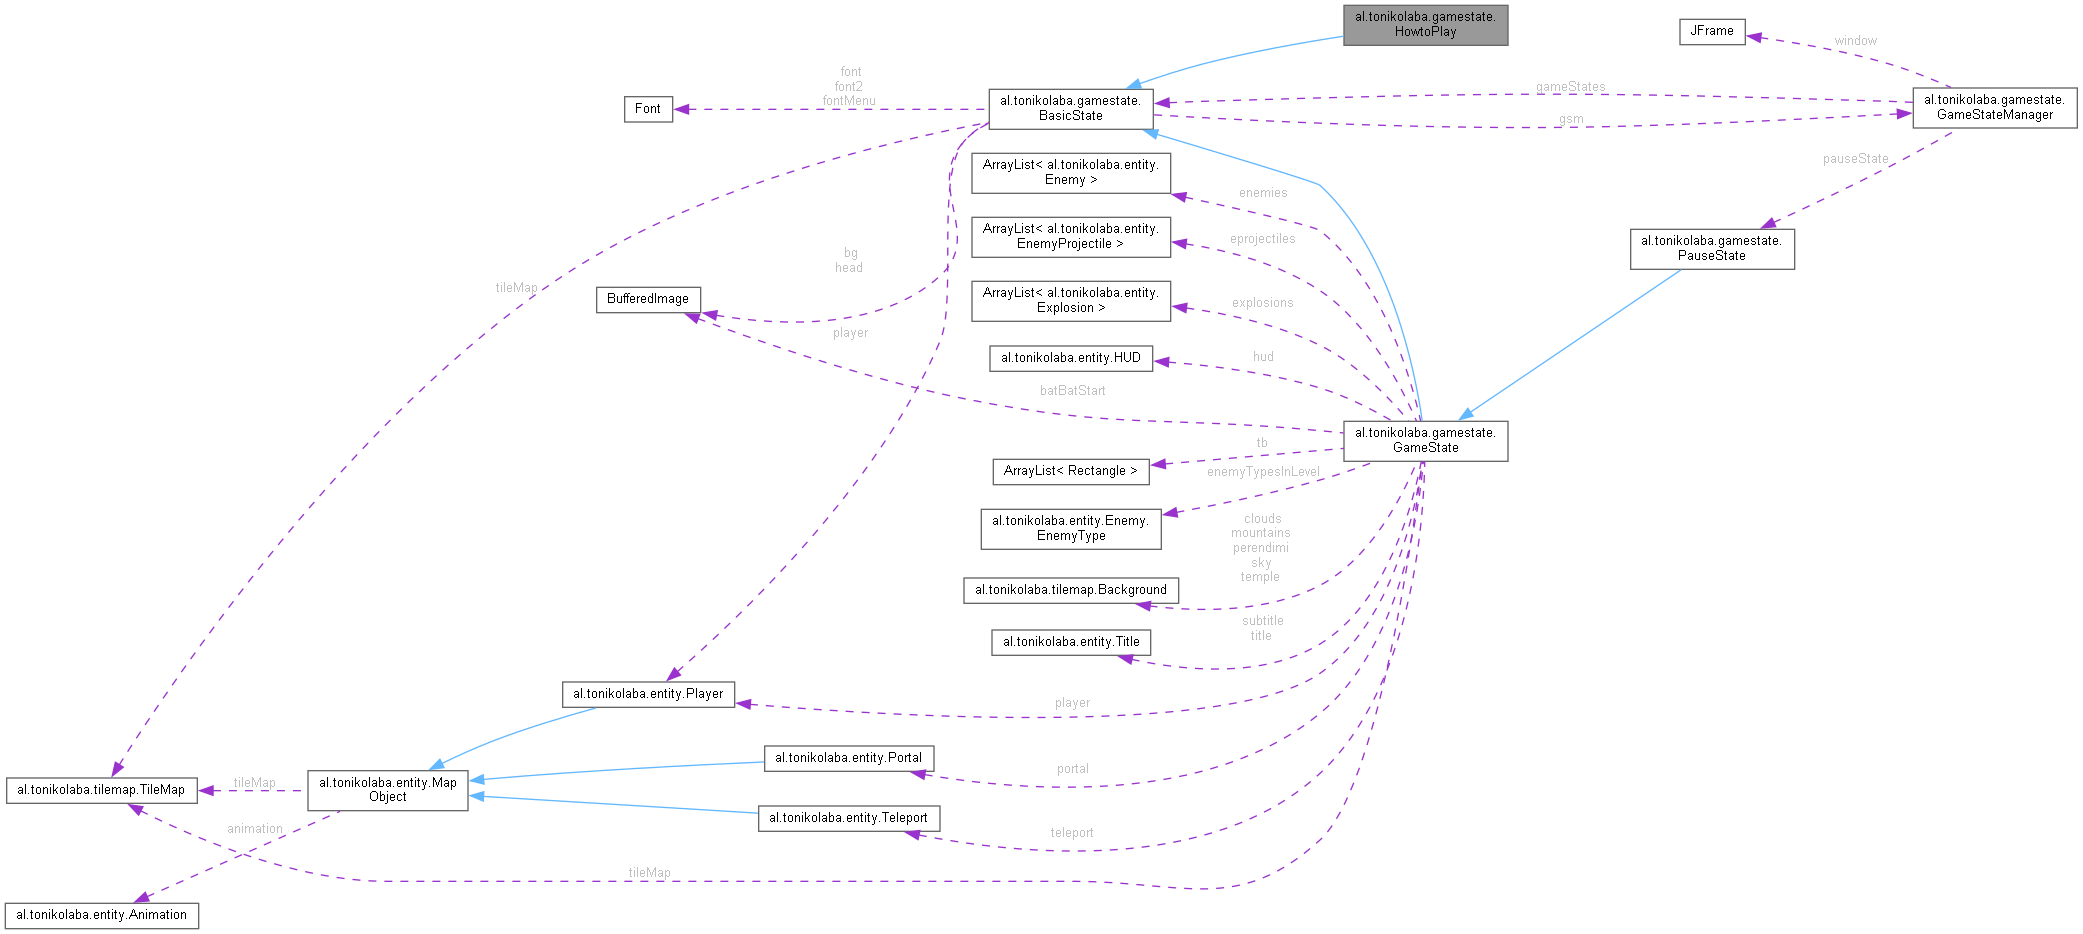 al.tonikolaba.gamestate.
HowtoPlay
JFrame
window
font
font2
fontMenu
Font
al.tonikolaba.gamestate.
BasicState
gameStates
gsm
al.tonikolaba.gamestate.
GameStateManager
pauseState
ArrayList< al.tonikolaba.entity.
Enemy >
enemies
ArrayList< al.tonikolaba.entity.
EnemyProjectile >
eprojectiles
al.tonikolaba.gamestate.
PauseState
bg
head
tileMap
BufferedImage
ArrayList< al.tonikolaba.entity.
Explosion >
explosions
player
al.tonikolaba.entity.HUD
hud
batBatStart
al.tonikolaba.gamestate.
GameState
tb
ArrayList< Rectangle >
enemyTypesInLevel
al.tonikolaba.entity.Enemy.
EnemyType
clouds
mountains
perendimi
sky
temple
al.tonikolaba.tilemap.Background
subtitle
title
al.tonikolaba.entity.Title
al.tonikolaba.entity.Player
player
al.tonikolaba.entity.Portal
portal
al.tonikolaba.tilemap.TileMap
tileMap
al.tonikolaba.entity.Map
Object
al.tonikolaba.entity.Teleport
teleport
animation
tileMap
al.tonikolaba.entity.Animation